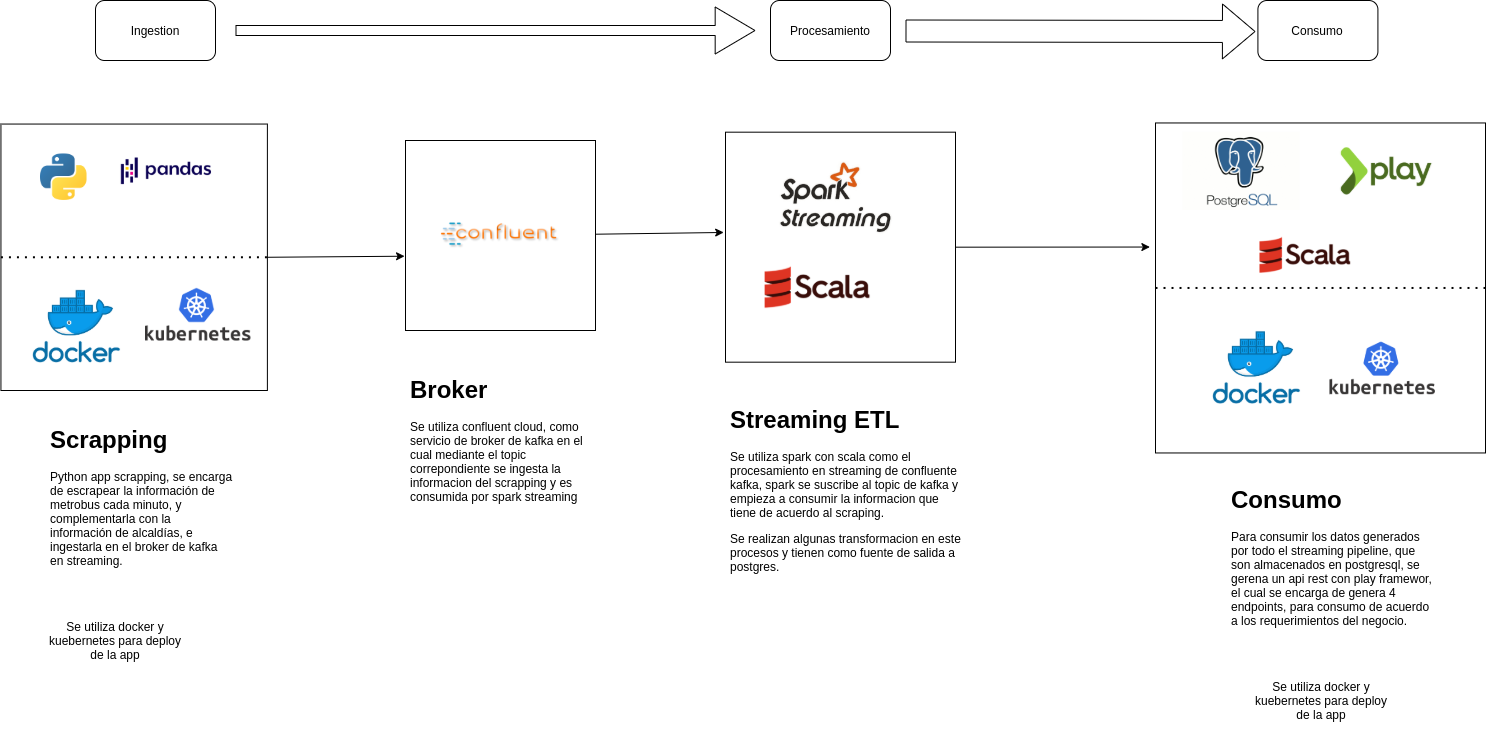 Ingestion
Procesamiento
Consumo
pandas
docker
kubernetes
Scrapping
Python app scrapping, se encarga
de escrapear la información de
metrobus cada minuto, y
complementarla con la
información de alcaldías, e
ingestarla en el broker de kafka
en streaming.
Se utiliza docker y
kuebernetes para deploy
de la app
confluent
Broker
Se utiliza confluent cloud, como
servicio de broker de kafka en el
cual mediante el topic
correpondiente se ingesta la
informacion del scrapping y es
consumida por spark streaming
Spark
Streaming
Scala
Streaming ETL
Se utiliza spark con scala como el
procesamiento en streaming de confluente
kafka, spark se suscribe al topic de kafka y
empieza a consumir la informacion que
tiene de acuerdo al scraping.
Se realizan algunas transformacion en este
procesos y tienen como fuente de salida a
postgres.
PostgreSQL
play
Scala
docker
kubernetes
Consumo
Para consumir los datos generados
por todo el streaming pipeline, que
son almacenados en postgresql, se
gerena un api rest con play framewor,
el cual se encarga de genera 4
endpoints, para consumo de acuerdo
a los requerimientos del negocio.
Se utiliza docker y
kuebernetes para deploy
de la app